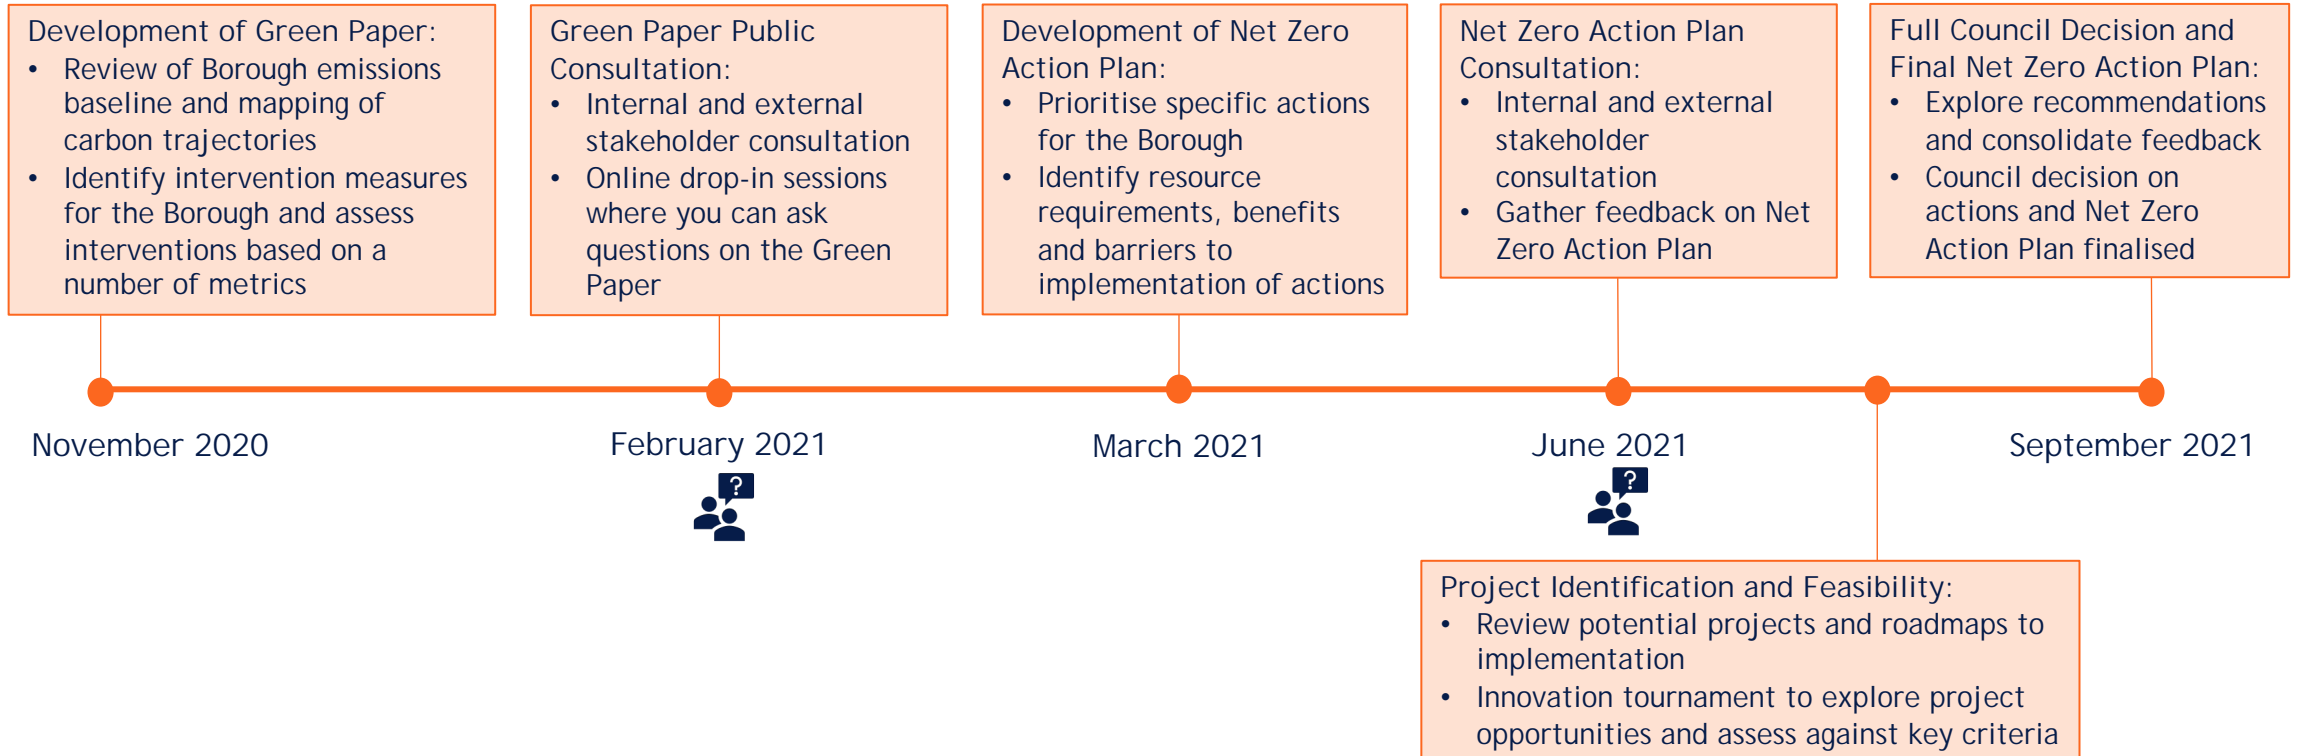 Development of Green Paper:
• Review of Borough emissions
baseline and mapping of
carbon trajectories
• Identify intervention measures
for the Borough and assess
interventions based on a
number of metrics
Green Paper Public
Consultation:
• Internal and external
stakeholder consultation
• Online drop-in sessions
where you can ask
questions on the Green
Paper
Development of Net Zero
Action Plan:
• Prioritise specific actions
for the Borough
• Identify resource
requirements, benefits
and barriers to
implementation of actions
Net Zero Action Plan
Consultation:
• Internal and external
stakeholder
consultation
• Gather feedback on Net
Zero Action Plan
Full Council Decision and
Final Net Zero Action Plan:
• Explore recommendations
and consolidate feedback
• Council decision on
actions and Net Zero
Action Plan finalised
November 2020
February 2021
March 2021
June 2021
September 2021
?
?
Project Identification and Feasibility:
• Review potential projects and roadmaps to
implementation
• Innovation tournament to explore project
opportunities and assess against key criteria